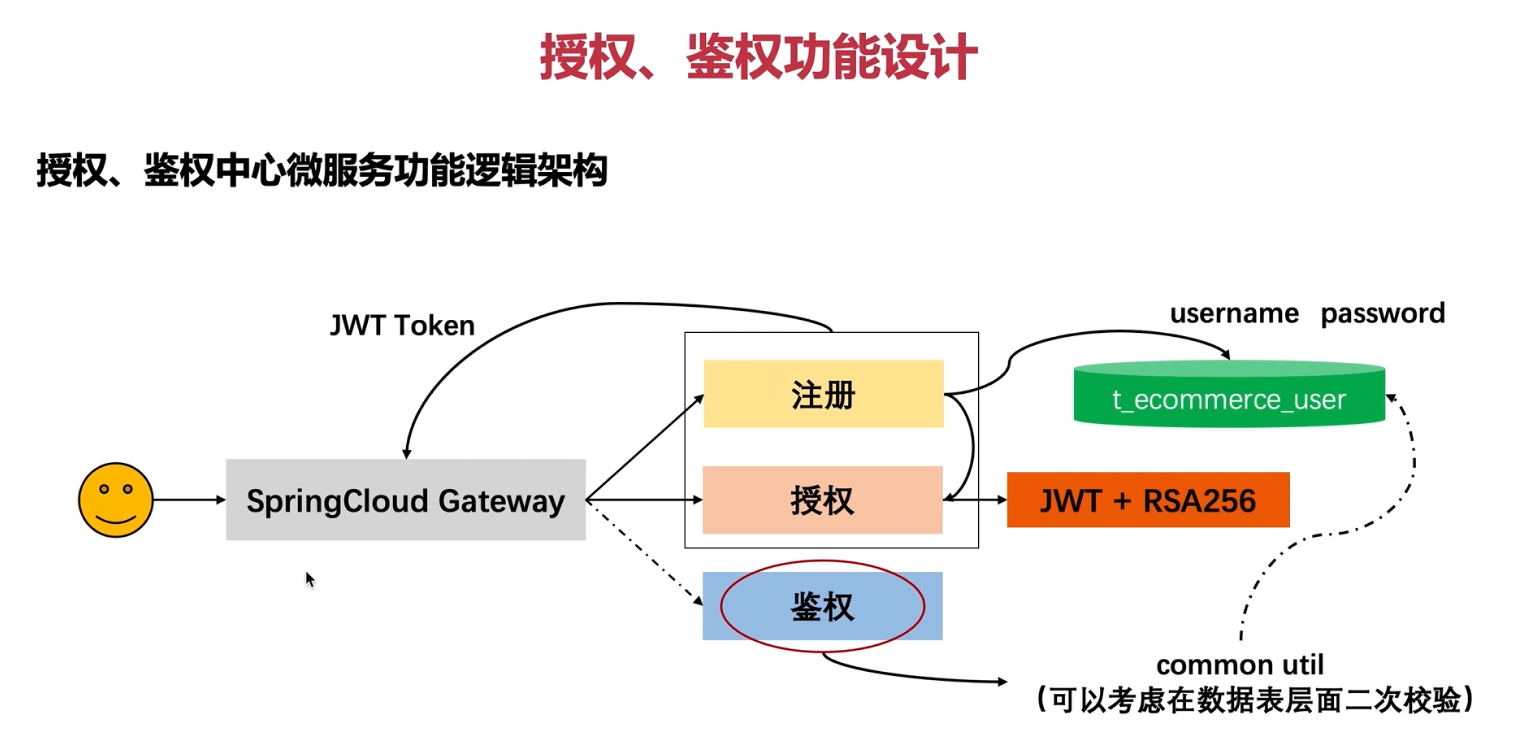 授权、鉴权功能设计
授权、鉴权中心微服务功能逻辑架构
JWT Token
username password
注册
t_ecommerce_user
SpringCloud Gateway
授权
JWT + RSA256
鉴权
common util
（可以考虑在数据表层面二次校验）